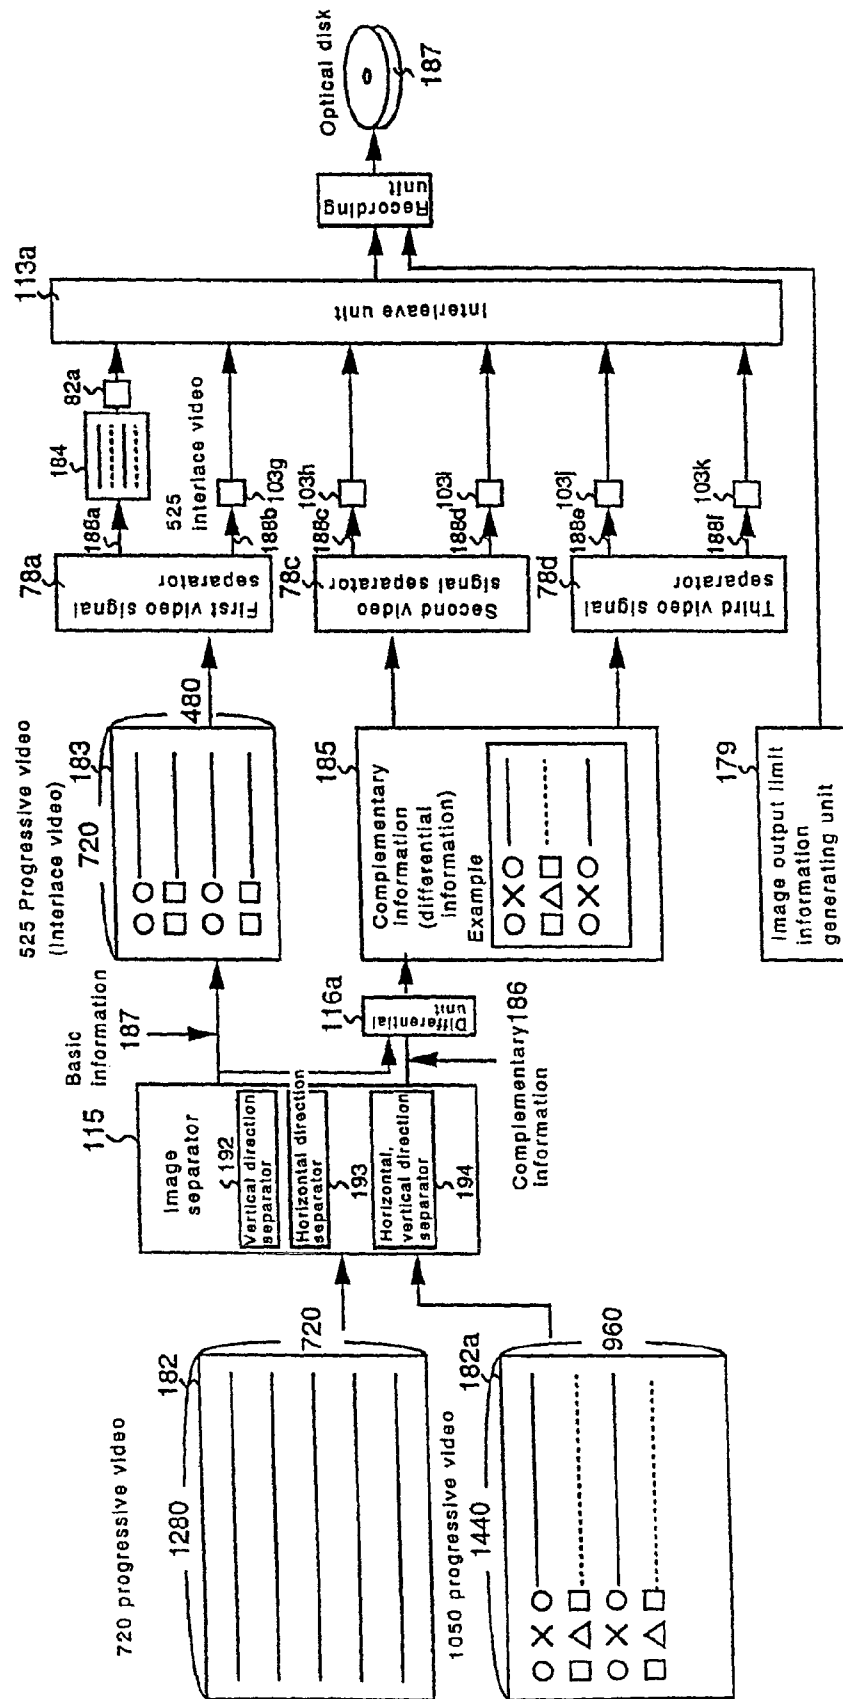 720 progressive video
1280
182
720
1050 progressive video
1440
182a
960
115
Image
separator
192
Vertical direction
separator
Horizontal direction
separator
193
Horizontal,
vertical direction
separator
194
Basic
information
187
Complementary
information
186
116a
Differential
unit
525 Progressive video
(Interlace video)
720
183
480
185
Complementary
information
(differential
information)
Example
179
Image output limit
information
generating unit
78a
First video signal
separator
78c
Second video
signal separator
78d
Third video signal
separator
188a
184
82a
188b
103g
525
interlace video
188c
103h
188d
103i
188e
103j
188f
103k
113a
Interleave unit
Recording
unit
Optical disk
187